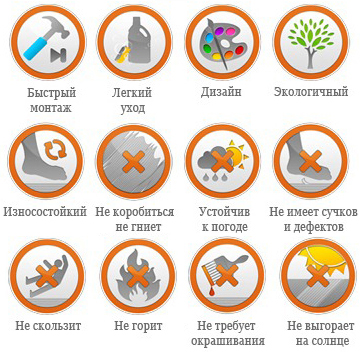 Быстрый
монтаж
Легкий
уход
Дизайн
Экологичный
Износостойкий
Не коробиться
не гниет
Устойчив
к погоде
Не имеет сучков
и дефектов
Не скользит
Не горит
Не требует
окрашивания
Не выгорает
на солнце